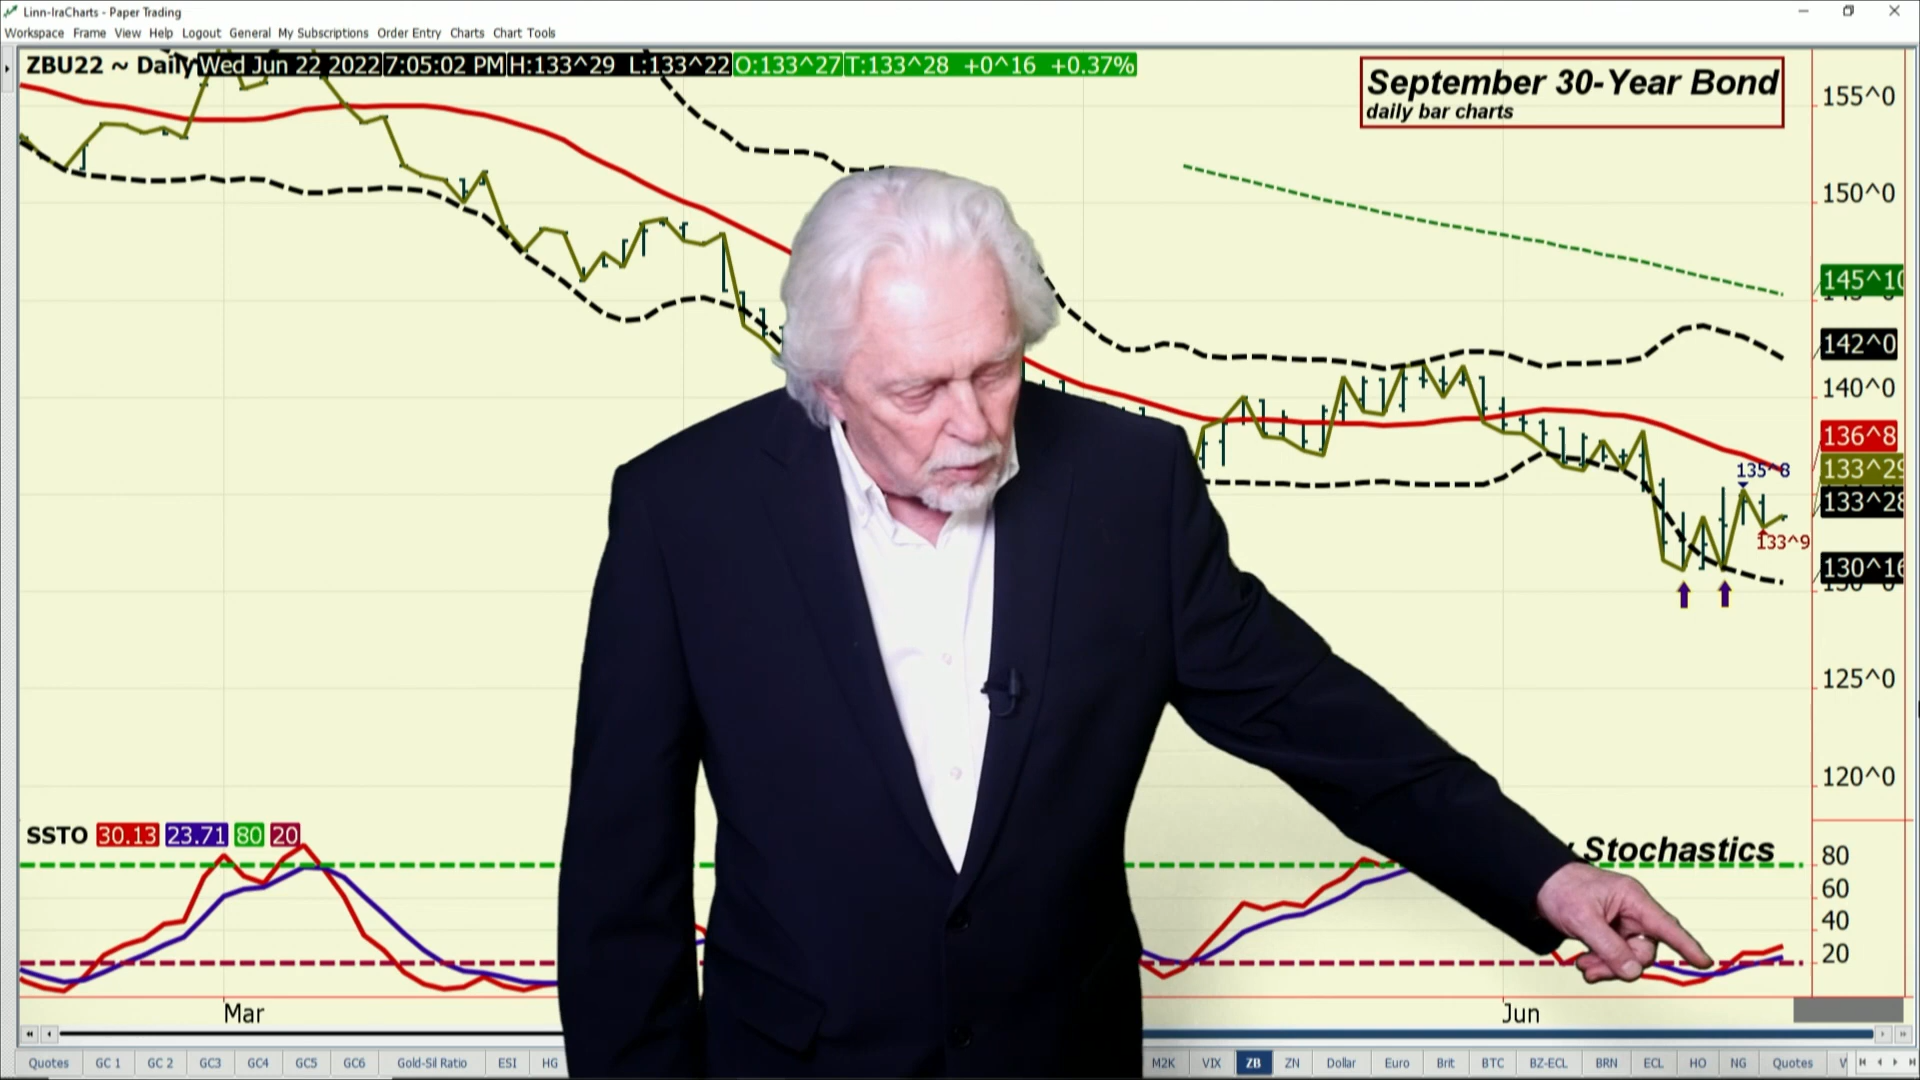 Linn-IraCharts - Paper Trading
Workspace Frame View Help Logout General My Subscriptions Order Entry Charts Chart Tools
ZBU22 ~ Daily Wed Jun 22 2022 7:05:02 PM H:133^29 L:133^22 O:133^27 T:133^28 +0^16 +0.37%
September 30-Year Bond
daily bar charts
155^0
150^0
145^10
142^0
140^0
136^8
133^29
135^8
133^28
133^9
130^16
125^0
120^0
SSTO 30.13 23.71 80 20
Stochastics
80
60
40
20
Mar
Jun
Quotes GC 1 GC 2 GC3 GC4 GC5 GC6 Gold-Sil Ratio ESI HG M2K VIX ZB ZN Dollar Euro Brit BTC BZ-ECL BRN ECL HO NG Quotes